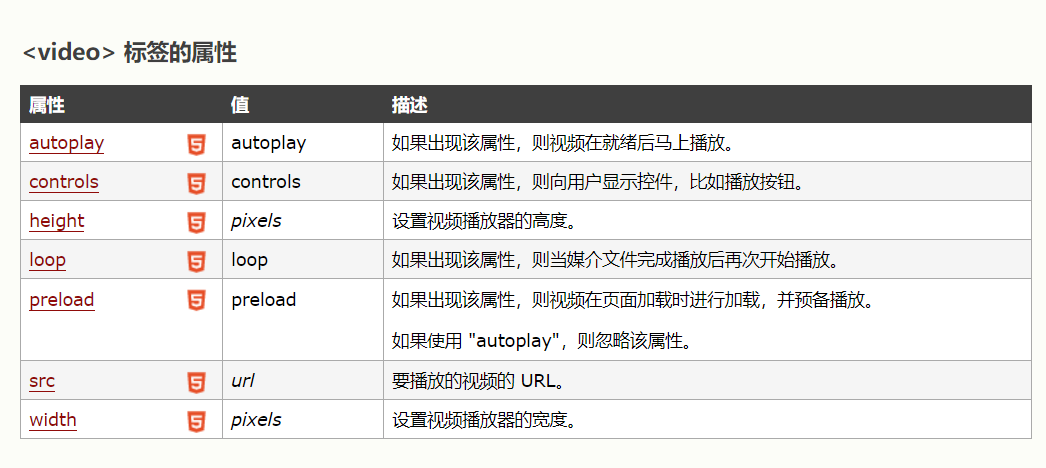 <video> 标签的属性
属性 值 描述
autoplay 5 autoplay 如果出现该属性，则视频在就绪后马上播放。
controls 5 controls 如果出现该属性，则向用户显示控件，比如播放按钮。
height 5 pixels 设置视频播放器的高度。
loop 5 loop 如果出现该属性，则当媒介文件完成播放后再次开始播放。
preload 5 preload 如果出现该属性，则视频在页面加载时进行加载，并预备播放。
如果使用 "autoplay"，则忽略该属性。
src 5 url 要播放的视频的 URL。
width 5 pixels 设置视频播放器的宽度。